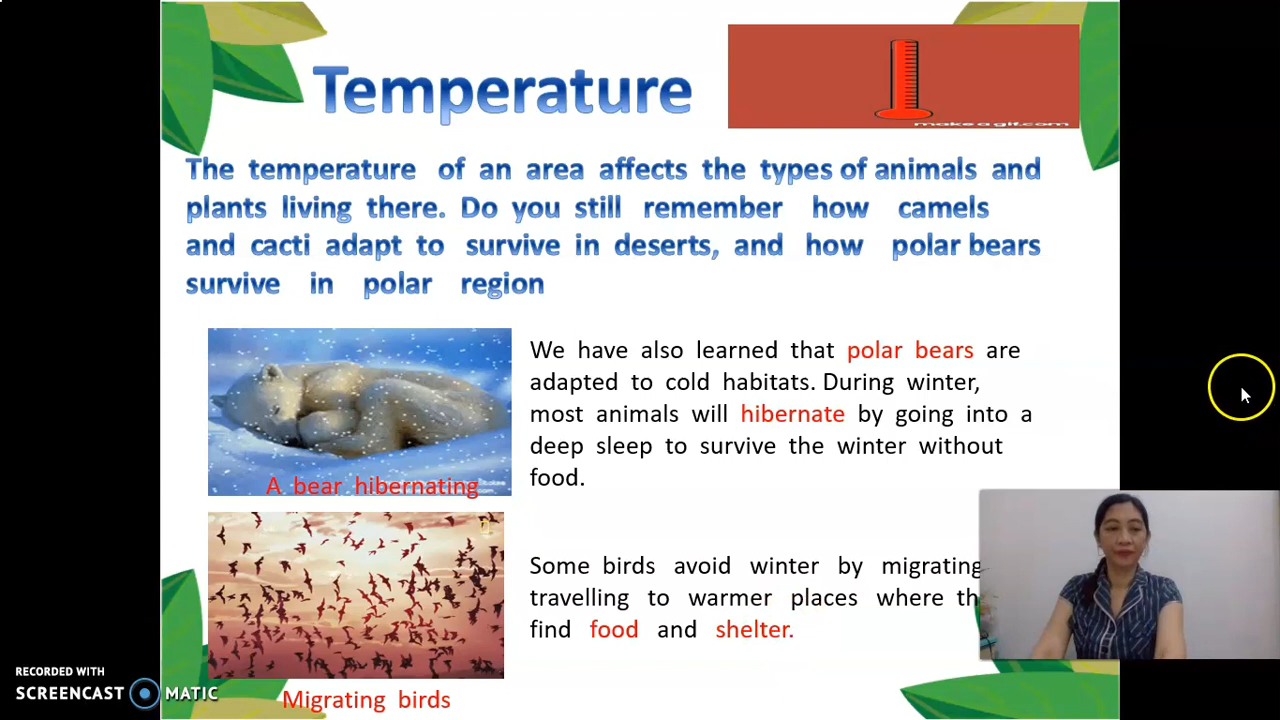 Temperature
makeagif.com
The temperature of an area affects the types of animals and
plants living there. Do you still remember how camels
and cacti adapt to survive in deserts, and how polar bears
survive in polar region
We have also learned that polar bears are
adapted to cold habitats. During winter,
most animals will hibernate by going into a
deep sleep to survive the winter without
food.
A bear hibernating
Some birds avoid winter by migrating
travelling to warmer places where
find food and shelter.
Migrating birds
RECORDED WITH
SCREENCAST MATIC